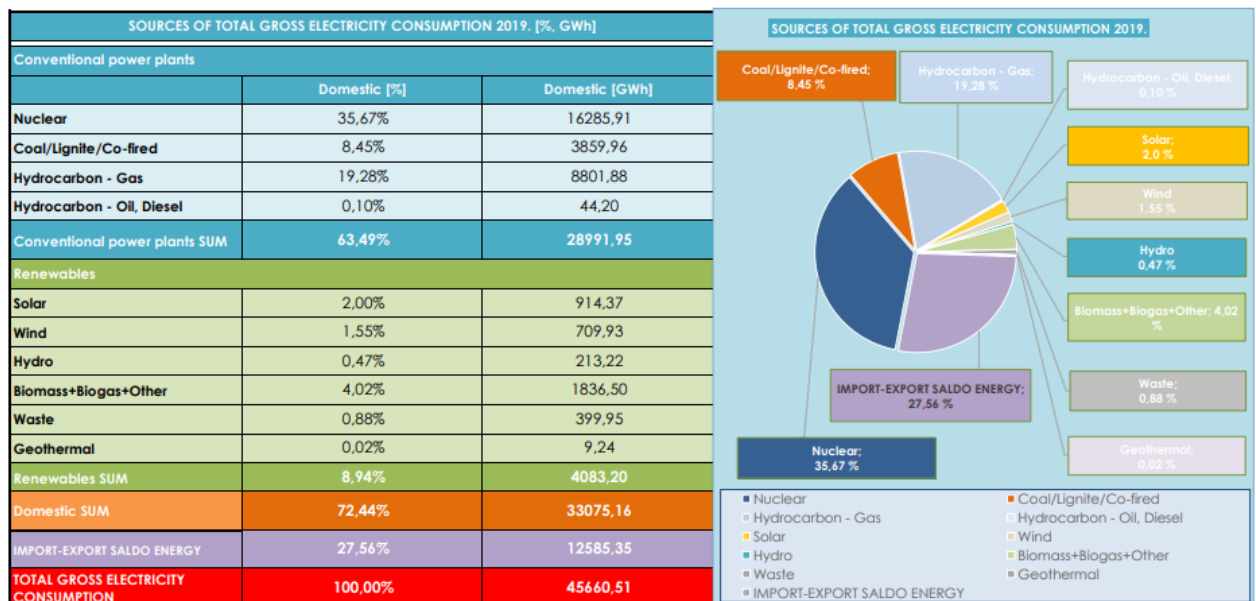 SOURCES OF TOTAL GROSS ELECTRICITY CONSUMPTION 2019. [%, GWh]
Conventional power plants
Domestic [%] Domestic [GWh]
Nuclear 35,67% 16285,91
Coal/Lignite/Co-fired 8,45% 3859,96
Hydrocarbon - Gas 19,28% 8801,88
Hydrocarbon - Oil, Diesel 0,10% 44,20
Conventional power plants SUM 63,49% 28991,95
Renewables
Solar 2,00% 914,37
Wind 1,55% 709,93
Hydro 0,47% 213,22
Biomass+Biogas+Other 4,02% 1836,50
Waste 0,88% 399,95
Geothermal 0,02% 9,24
Renewables SUM 8,94% 4083,20
Domestic SUM 72,44% 33075,16
IMPORT-EXPORT SALDO ENERGY 27,56% 12585,35
TOTAL GROSS ELECTRICITY
CONSUMPTION 100,00% 45660,51
SOURCES OF TOTAL GROSS ELECTRICITY CONSUMPTION 2019.
Coal/Lignite/Co-fired;
8,45 %
Hydrocarbon - Gas;
19,28 %
Hydrocarbon - Oil, Diesel;
0,10 %
Solar;
2,0 %
Wind
1,55 %
Hydro
0,47 %
Biomass+Biogas+Other; 4,02
%
Waste;
0,88 %
Geothermal;
0,02 %
IMPORT-EXPORT SALDO ENERGY;
27,56 %
Nuclear;
35,67 %
Nuclear
Coal/Lignite/Co-fired
Hydrocarbon - Gas
Hydrocarbon - Oil, Diesel
Solar
Wind
Hydro
Biomass+Biogas+Other
Waste
Geothermal
IMPORT-EXPORT SALDO ENERGY